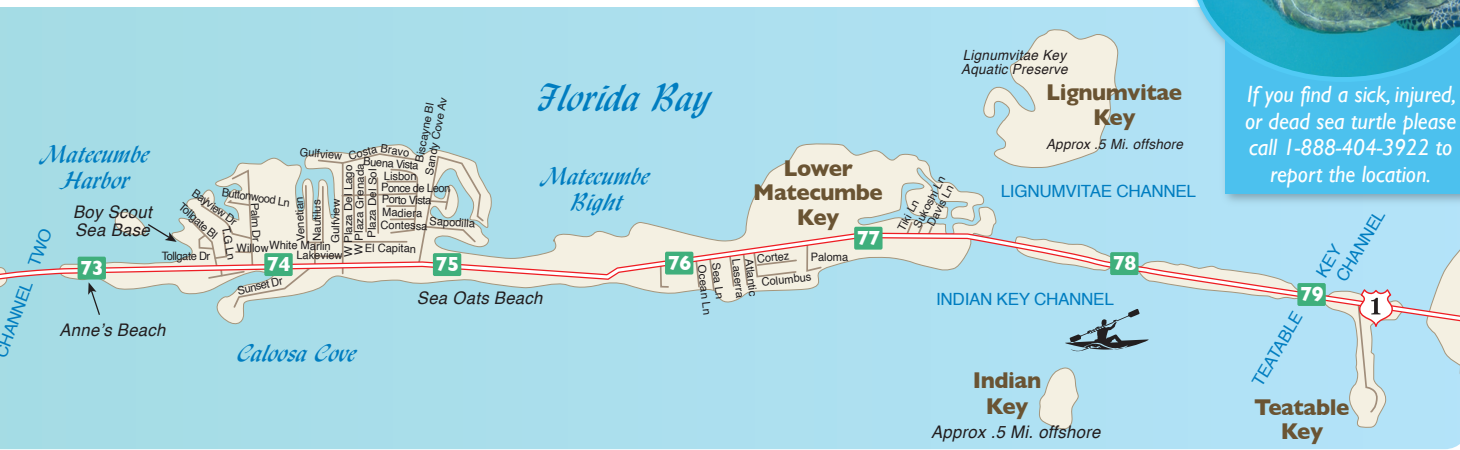 If you find a sick, injured,
or dead sea turtle please
call 1-888-404-3922 to
report the location.
Florida Bay
Lignumvitae Key
Aquatic Preserve
Lignumvitae
Key
Approx .5 Mi. offshore
LIGNUMVITAE CHANNEL
Matecumbe
Harbor
Boy Scout
Sea Base
CHANNEL TWO
73
Anne's Beach
Tollgate Dr
Tollgate Bl
Bayview Dr
Buttonwood Ln
LG Ln
Palm Dr
Willow
White Marlin
Lakeview
74
Sunset Dr
Caloosa Cove
Venetian
Nautilus
Gulfview
Gulfview
Costa Bravo
W Plaza Del Lago
W Plaza Grenada
Plaza Del Sol
Buena Vista
Lisbon
Ponce de Leon
Porto Vista
Madiera
Contessa
El Capitan
Sapodilla
Biscayne Bl
Sandy Cove Av
75
Sea Oats Beach
Matecumbe
Bight
Lower
Matecumbe
Key
76
Ocean Ln
Sea Ln
Laserra
Atlantic
Cortez
Columbus
Paloma
77
Tiki Ln
Sukoshi Ln
Davis Ln
INDIAN KEY CHANNEL
78
Indian
Key
Approx .5 Mi. offshore
79
1
TEATABLE
KEY
CHANNEL
Teatable
Key